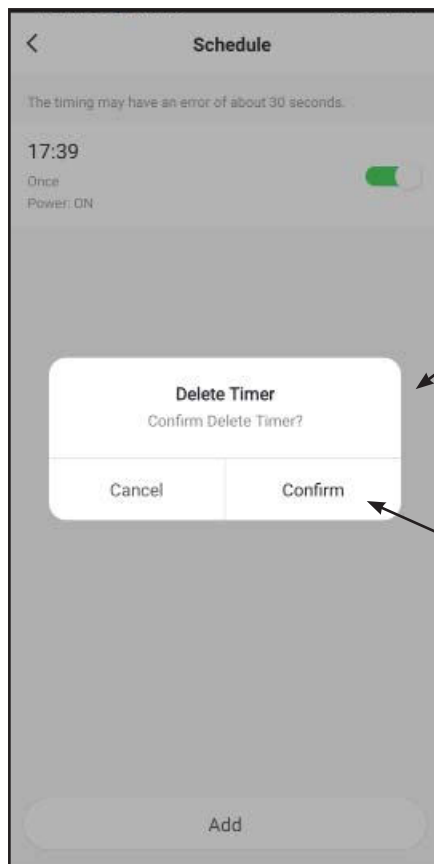 Schedule
The timing may have an error of about 30 seconds.
17:39
Once
Power: ON
Delete Timer
Confirm Delete Timer?
Cancel Confirm
Add